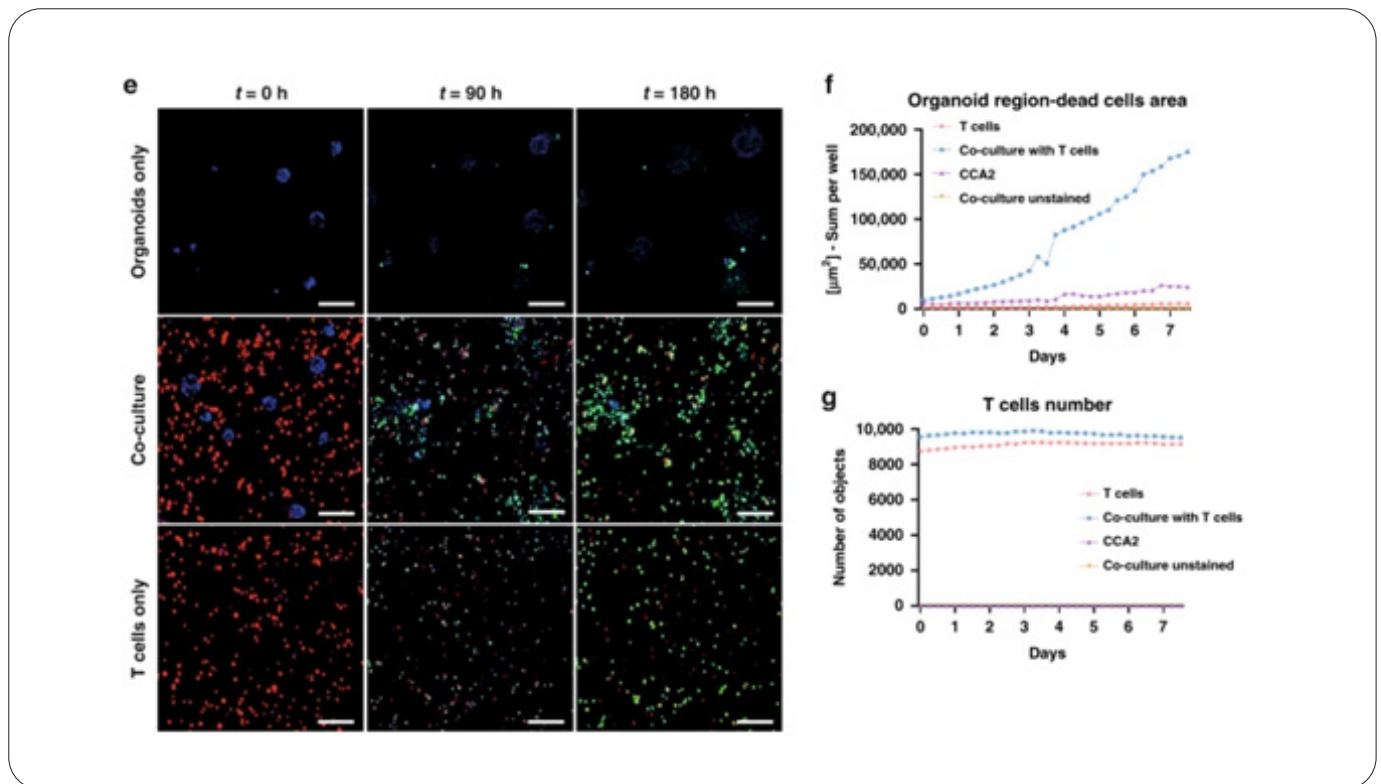 e
t = 0 h
t = 90 h
t = 180 h
Organoids only
Co-culture
T cells only
f
Organoid region-dead cells area
T cells
Co-culture with T cells
CCA2
Co-culture unstained
[μm²] - Sum per well
200,000
150,000
100,000
50,000
0
0 1 2 3 4 5 6 7
Days
g
T cells number
Number of objects
10,000
8000
6000
4000
2000
0
T cells
Co-culture with T cells
CCA2
Co-culture unstained
0 1 2 3 4 5 6 7
Days